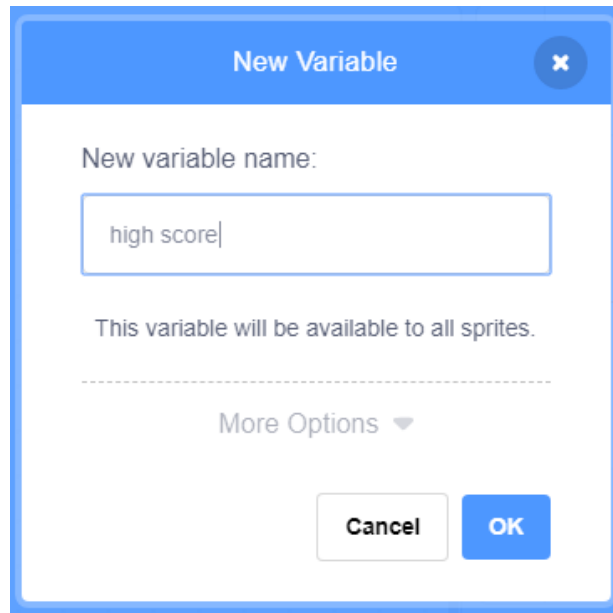 New Variable
New variable name:
high score
This variable will be available to all sprites.
More Options
Cancel OK